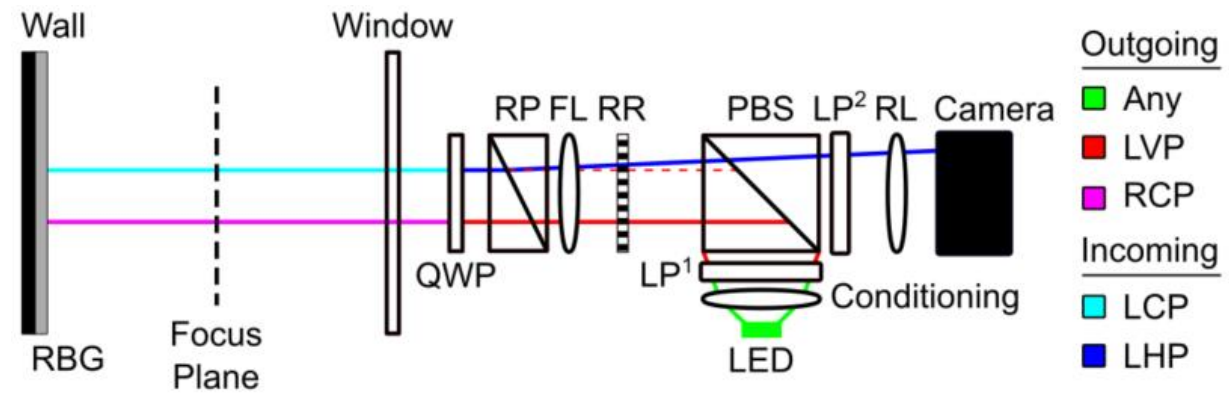 Wall
Window
RP FL RR
PBS LP² RL Camera
QWP
LP¹
Conditioning
LED
RBG
Focus
Plane
Outgoing
Any
LVP
RCP
Incoming
LCP
LHP